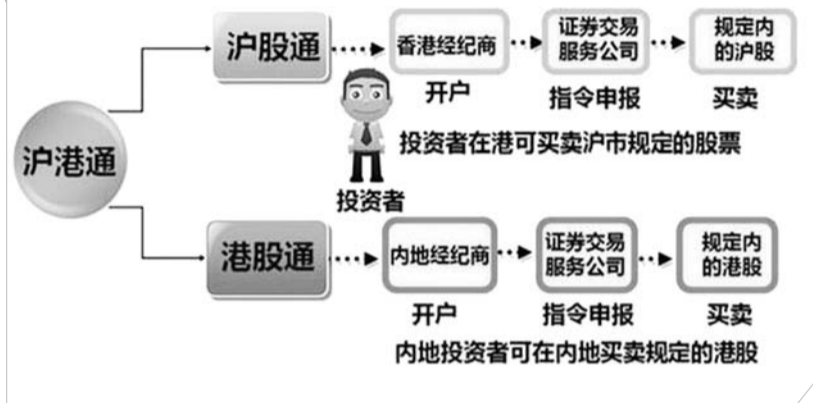 沪港通
沪股通
香港经纪商
开户
证券交易
服务公司
指令申报
规定内
的沪股
买卖
投资者在港可买卖沪市规定的股票
投资者
港股通
内地经纪商
开户
证券交易
服务公司
指令申报
规定内
的港股
买卖
内地投资者可在内地买卖规定的港股